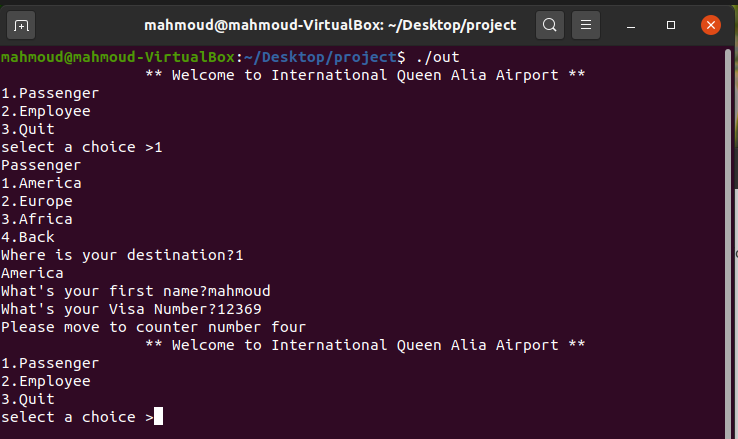 mahmoud@mahmoud-VirtualBox: ~/Desktop/project
mahmoud@mahmoud-VirtualBox:~/Desktop/project$ ./out
** Welcome to International Queen Alia Airport **
1.Passenger
2.Employee
3.Quit
select a choice >1
Passenger
1.America
2.Europe
3.Africa
4.Back
Where is your destination?1
America
What's your first name?mahmoud
What's your Visa Number?12369
Please move to counter number four
** Welcome to International Queen Alia Airport **
1.Passenger
2.Employee
3.Quit
select a choice >